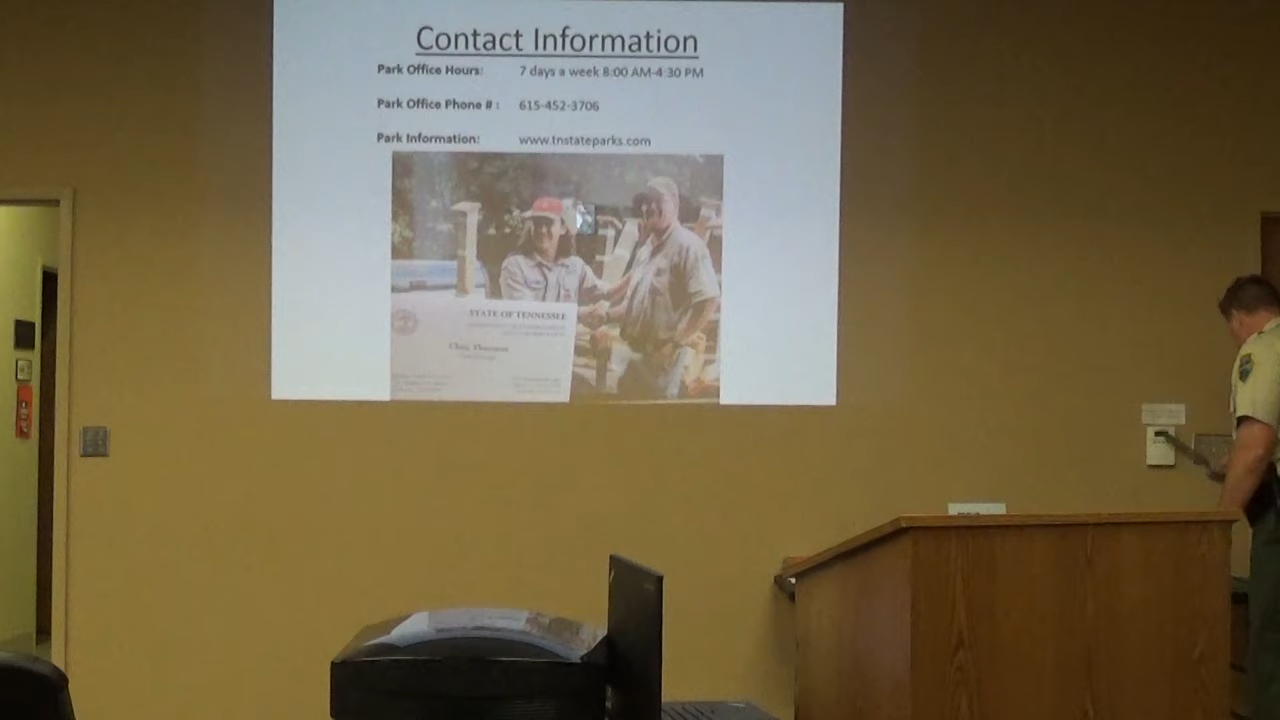 Contact Information
Park Office Hours: 7 days a week 8:00 AM-4:30 PM
Park Office Phone # : 615-452-3706
Park Information: www.tnstateparks.com
STATE OF TENNESSEE